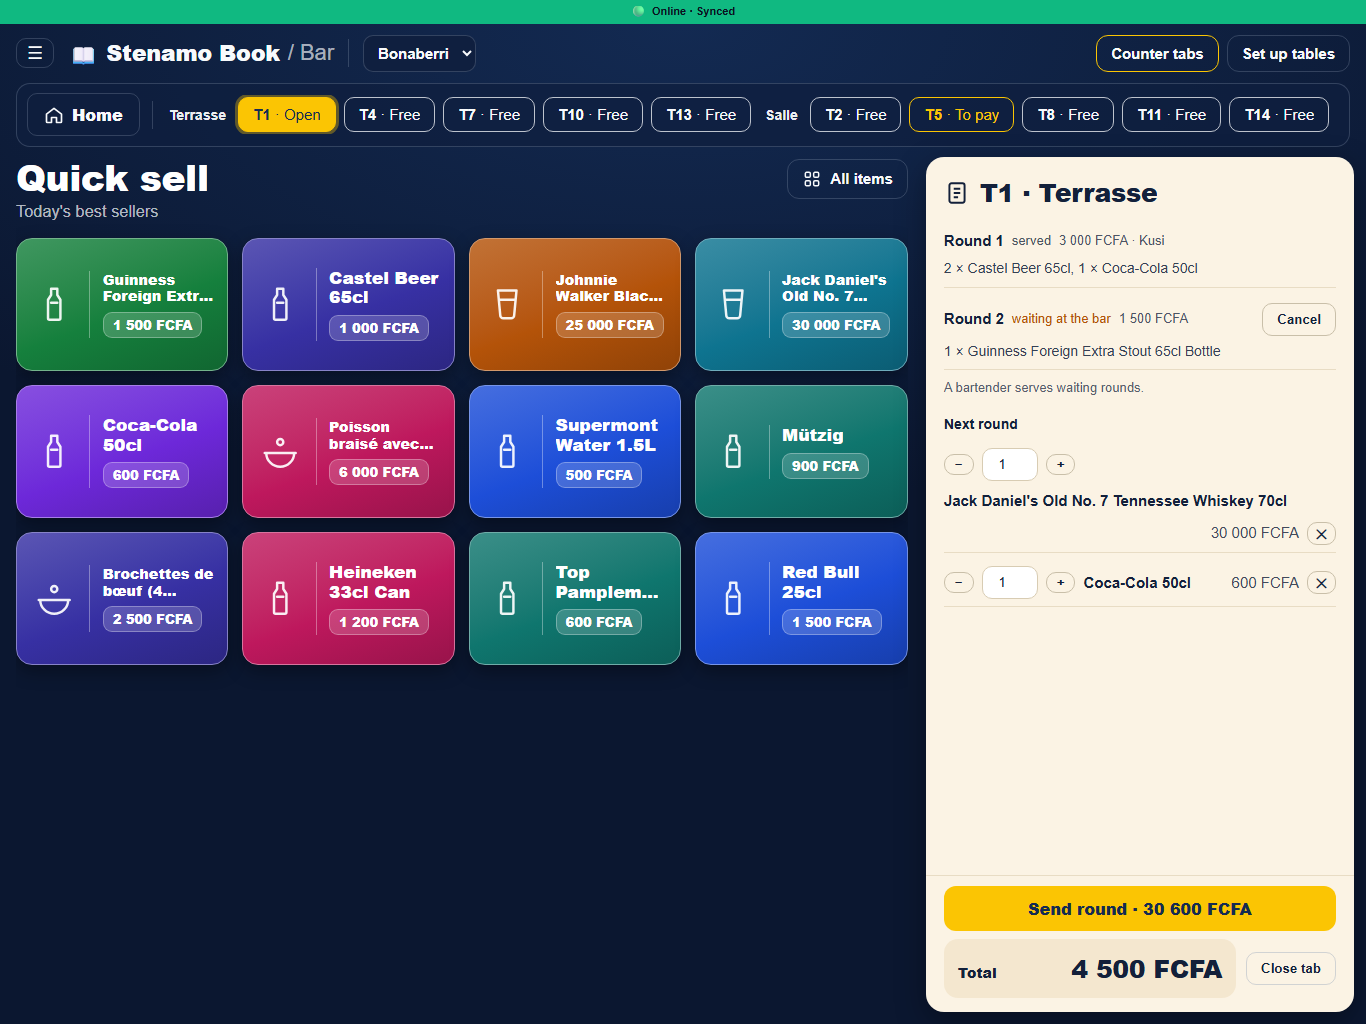 Online · Synced
☰ 📖 Stenamo Book / Bar Bonaberri Counter tabs Set up tables
Home Terrasse T1 · Open T4 · Free T7 · Free T10 · Free T13 · Free Salle T2 · Free T5 · To pay T8 · Free T11 · Free T14 · Free
Quick sell
All items
Today's best sellers
Guinness
Foreign Extr...
1 500 FCFA
Castel Beer
65cl
1 000 FCFA
Johnnie
Walker Blac...
25 000 FCFA
Jack Daniel's
Old No. 7...
30 000 FCFA
Coca-Cola
50cl
600 FCFA
Poisson
braisé avec...
6 000 FCFA
Supermont
Water 1.5L
500 FCFA
Mützig
900 FCFA
Brochettes de
bœuf (4...
2 500 FCFA
Heineken
33cl Can
1 200 FCFA
Top
Pamplem...
600 FCFA
Red Bull
25cl
1 500 FCFA
T1 · Terrasse
Round 1 served 3 000 FCFA · Kusi
2 × Castel Beer 65cl, 1 × Coca-Cola 50cl
Round 2 waiting at the bar 1 500 FCFA Cancel
1 × Guinness Foreign Extra Stout 65cl Bottle
A bartender serves waiting rounds.
Next round
− 1 +
Jack Daniel's Old No. 7 Tennessee Whiskey 70cl
30 000 FCFA ×
− 1 + Coca-Cola 50cl 600 FCFA ×
Send round · 30 600 FCFA
Total 4 500 FCFA Close tab